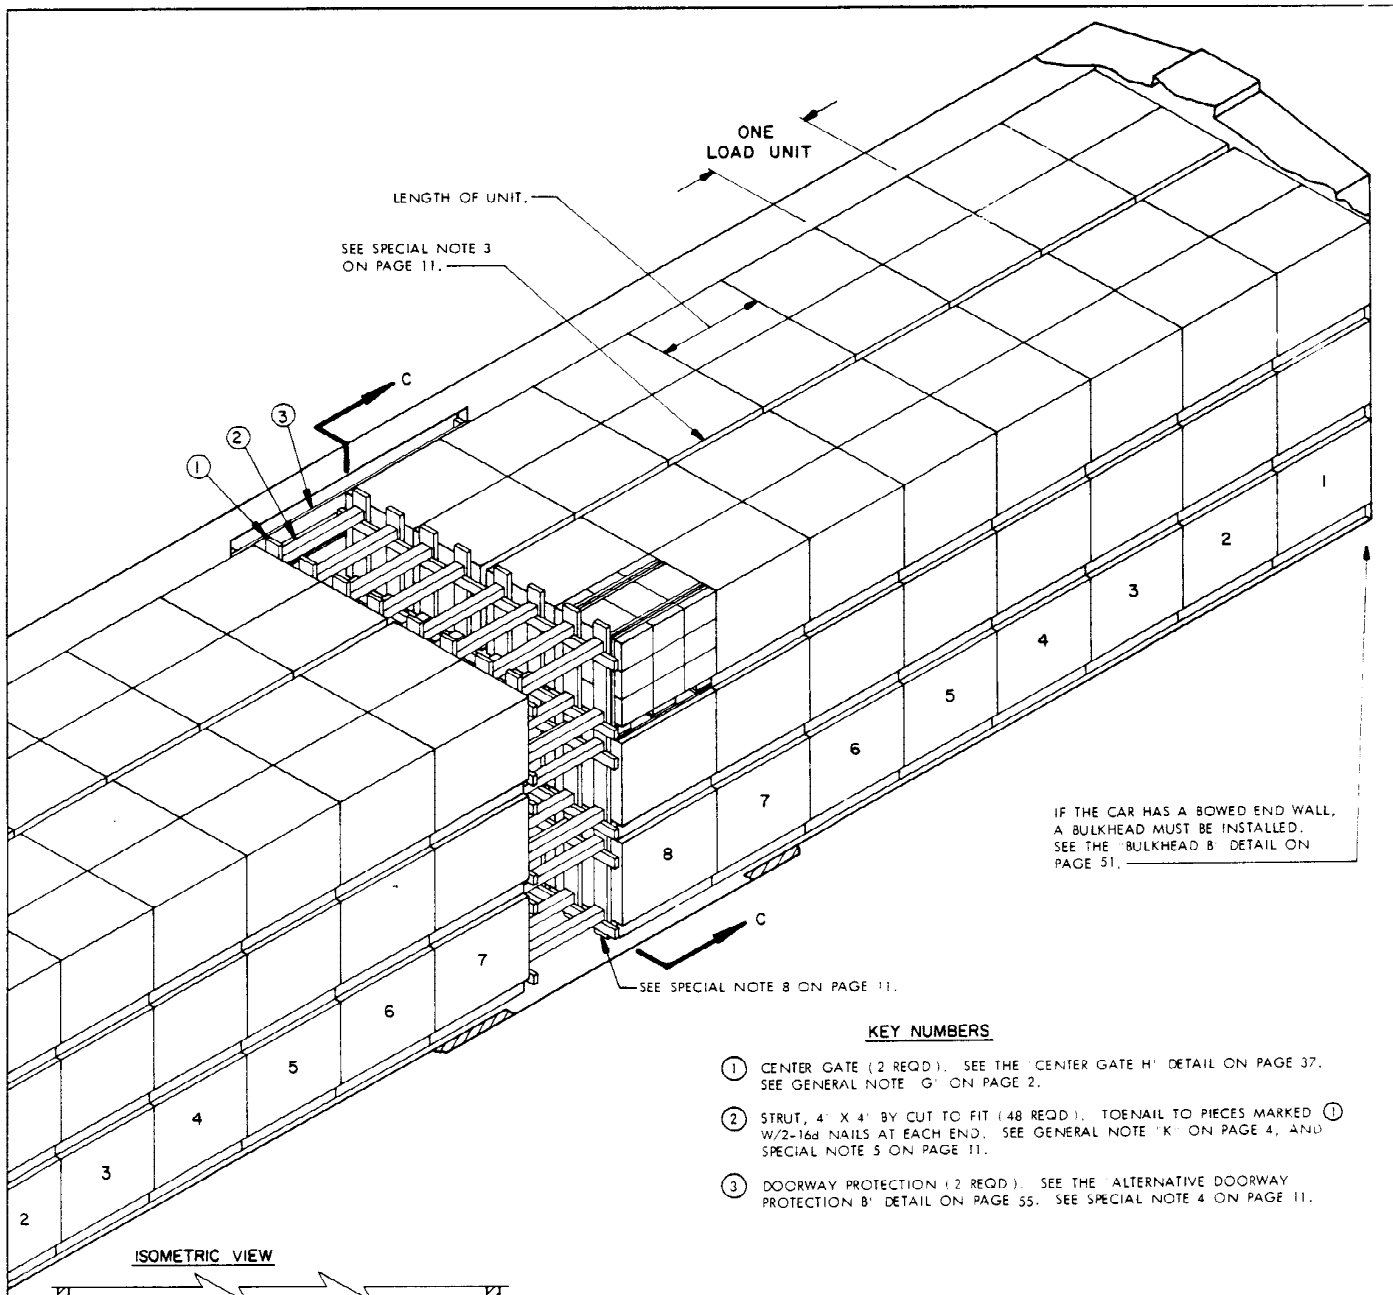 ONE
LOAD UNIT
LENGTH OF UNIT.
SEE SPECIAL NOTE 3
ON PAGE 11.
C
3
2
1
1
2
3
4
5
6
7
8
IF THE CAR HAS A BOWED END WALL,
A BULKHEAD MUST BE INSTALLED.
SEE THE "BULKHEAD B" DETAIL ON
PAGE 51.
C
7
6
5
4
3
2
SEE SPECIAL NOTE 8 ON PAGE 11.
KEY NUMBERS
1 CENTER GATE (2 REQD). SEE THE "CENTER GATE H" DETAIL ON PAGE 37.
SEE GENERAL NOTE "G" ON PAGE 2.
2 STRUT, 4" X 4" BY CUT TO FIT (48 REQD). TOENAIL TO PIECES MARKED 1
W/2-16d NAILS AT EACH END. SEE GENERAL NOTE "K" ON PAGE 4, AND
SPECIAL NOTE 5 ON PAGE 11.
3 DOORWAY PROTECTION (2 REQD). SEE THE "ALTERNATIVE DOORWAY
PROTECTION B" DETAIL ON PAGE 55. SEE SPECIAL NOTE 4 ON PAGE 11.
ISOMETRIC VIEW